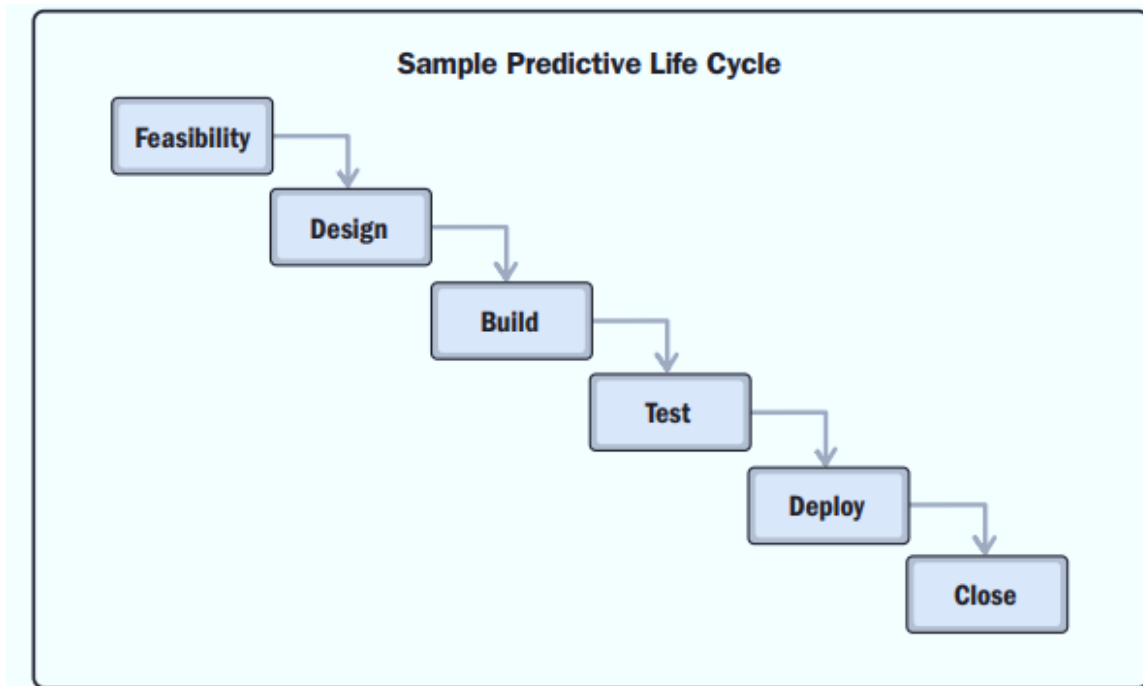 Sample Predictive Life Cycle
Feasibility
Design
Build
Test
Deploy
Close